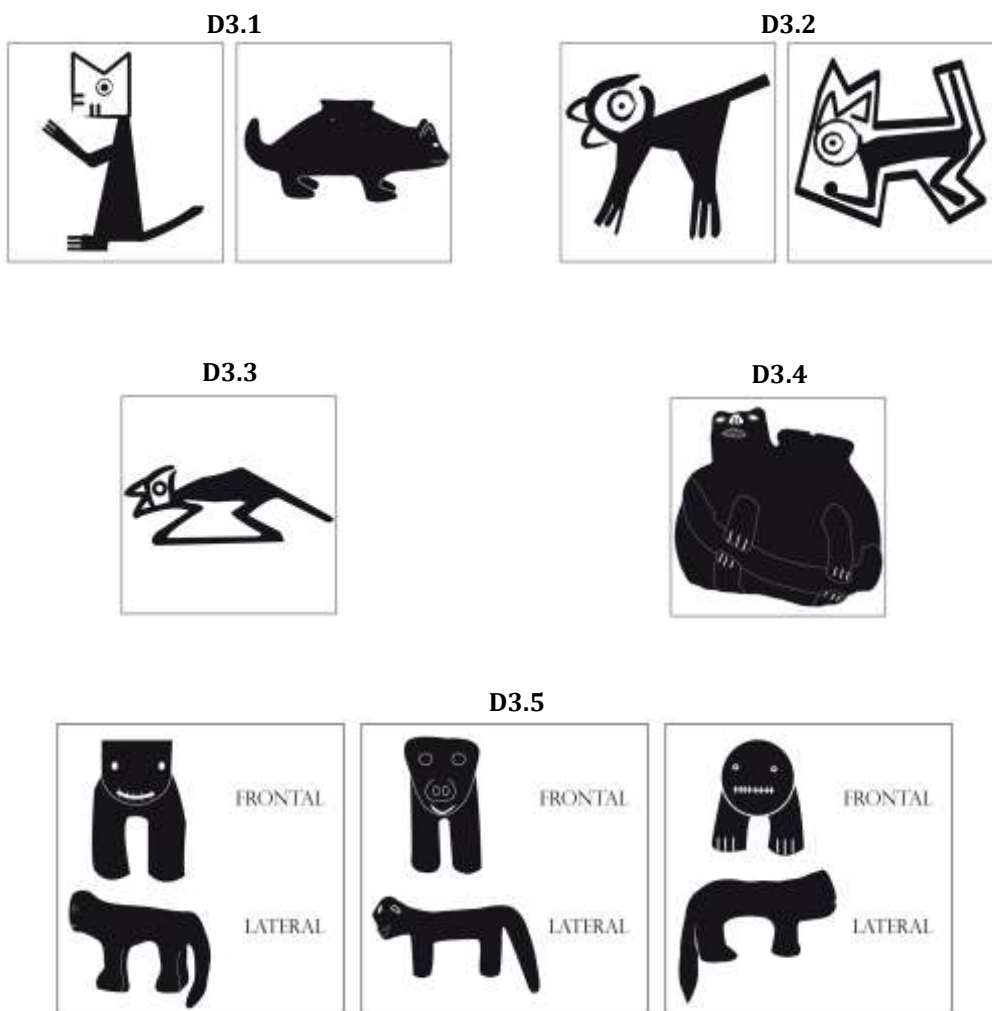 D3.1
D3.2
D3.3
D3.4
D3.5
FRONTAL
FRONTAL
FRONTAL
LATERAL
LATERAL
LATERAL